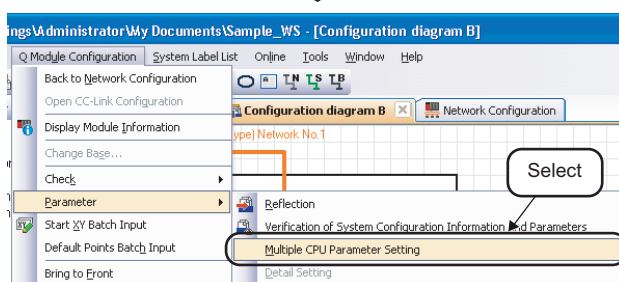 ings\Administrator\My Documents\Sample_WS - [Configuration diagram B]
Q Module Configuration System Label List Online Tools Window Help
Back to Network Configuration
Open CC-Link Configuration
Configuration diagram B Network Configuration
Display Module Information
ype) Network No.1
Change Base...
Check
Select
Parameter
Reflection
Start XY Batch Input
Verification of System Configuration Information and Parameters
Default Points Batch Input
Multiple CPU Parameter Setting
Bring to Front
Detail Setting